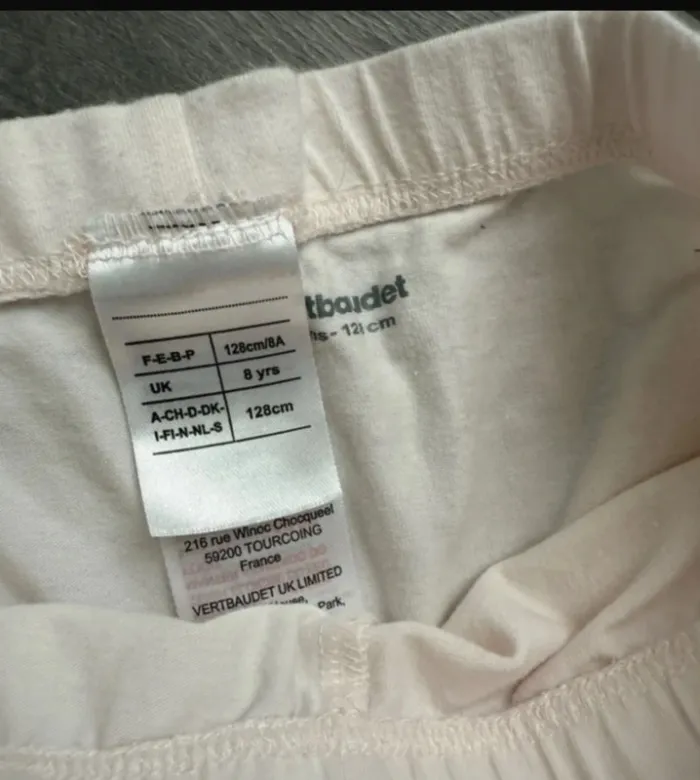 tbaudet
cm
F-E-B-P 128cm/8A
UK 8 yrs
A-CH-D-DK-
I-FI-N-NL-S 128cm
216 rue Winoc Chocqueel
59200 TOURCOING
France
VERTBAUDET UK LIMITED
Park,